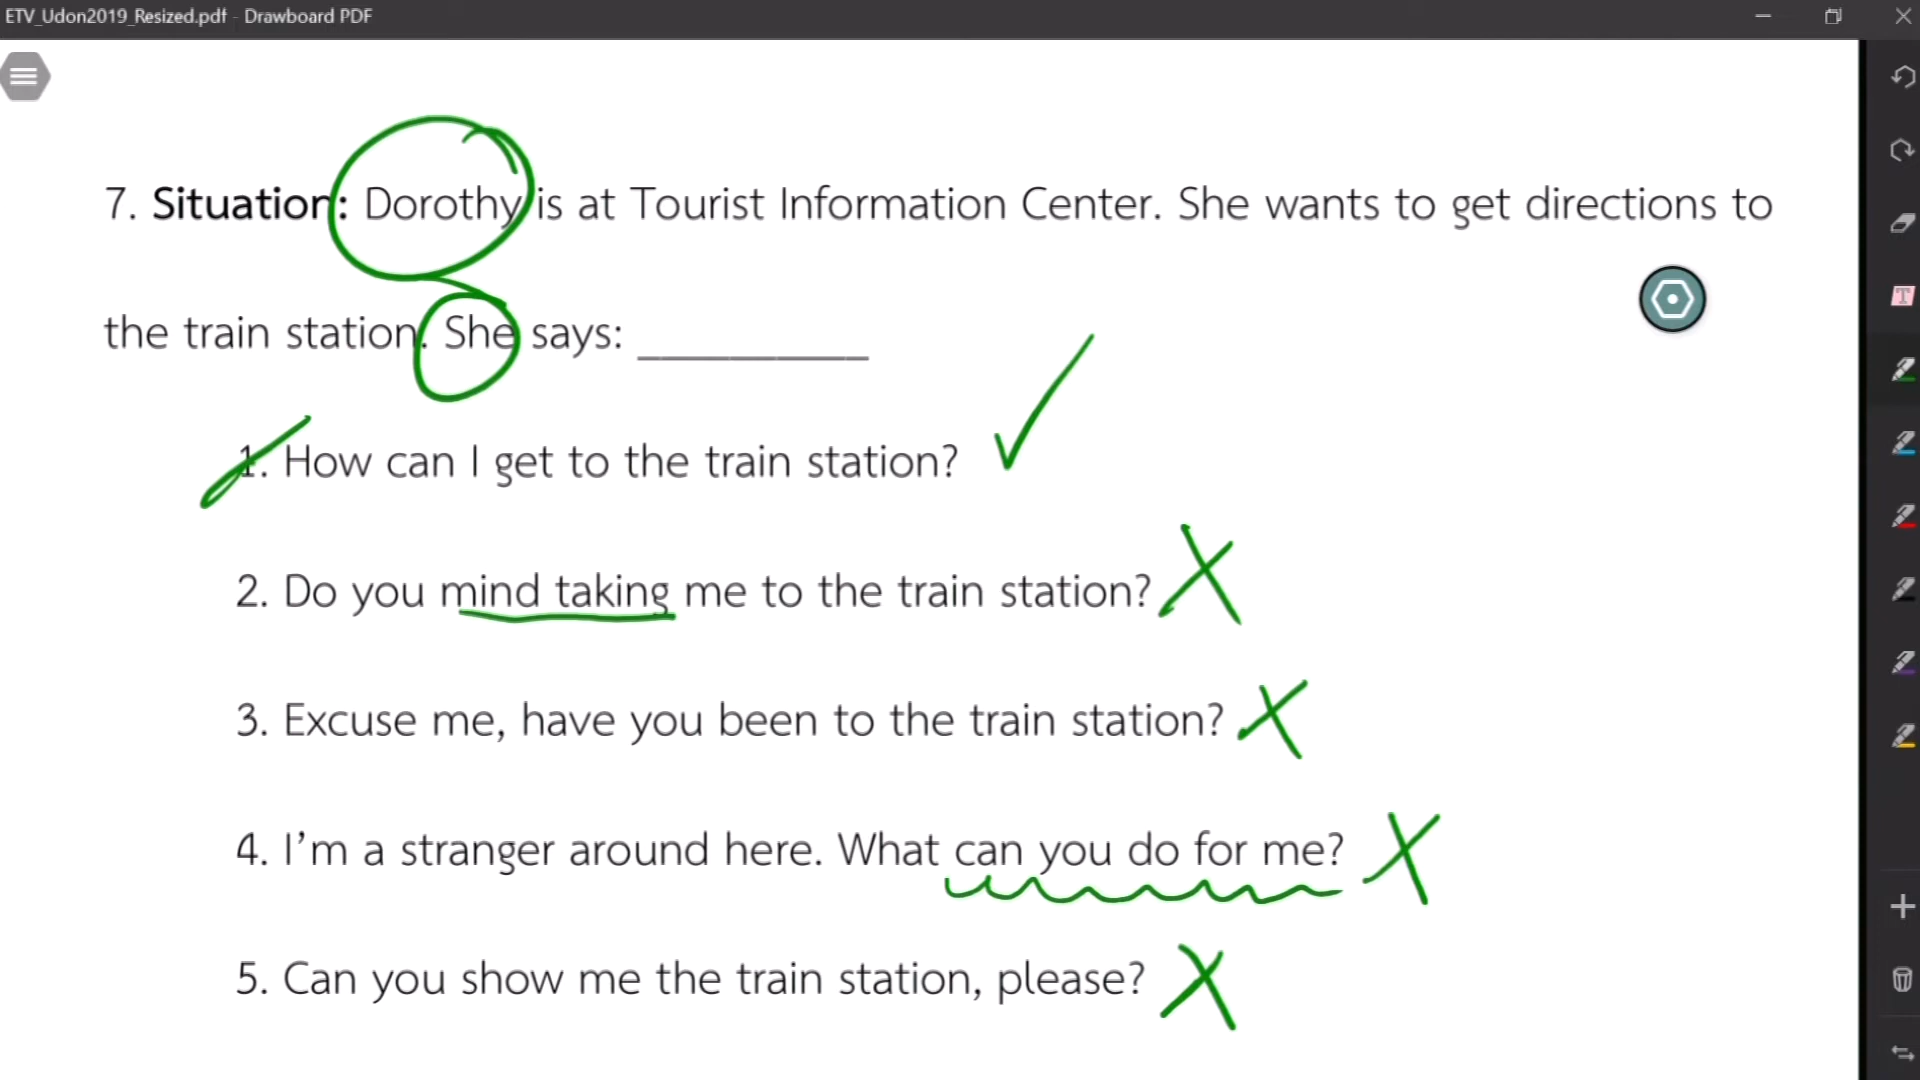 ETV_Udon2019_Resized.pdf - Drawboard PDF
7. Situation: Dorothy is at Tourist Information Center. She wants to get directions to
the train station. She says: __________
1. How can I get to the train station?
2. Do you mind taking me to the train station?
3. Excuse me, have you been to the train station?
4. I'm a stranger around here. What can you do for me?
5. Can you show me the train station, please?
T